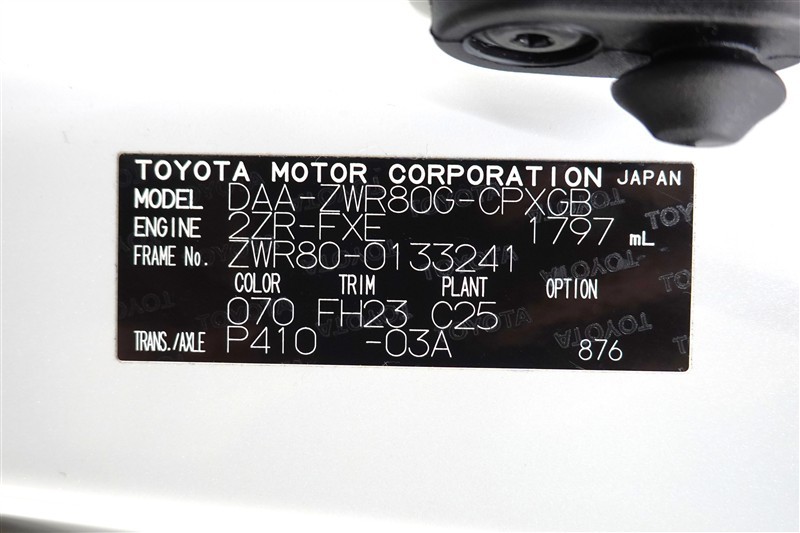 TOYOTA MOTOR CORPORATION JAPAN
MODEL DAA-ZWR80G-CPXGB
ENGINE 2ZR-FXE 1797 mL
FRAME No. ZWR80-0133241
COLOR TRIM PLANT OPTION
070 FH23 C25
TRANS./AXLE P410 -03A 876